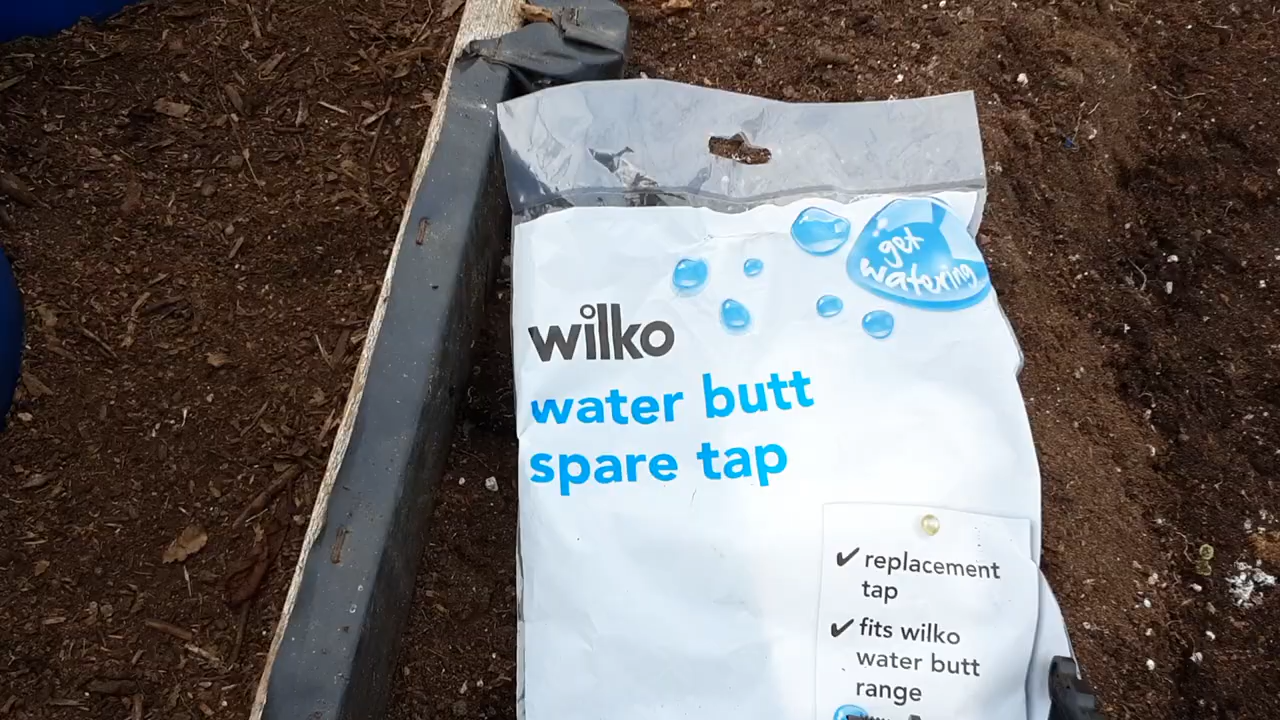 get
watering
wilko
water butt
spare tap
✔ replacement
tap
✔ fits wilko
water butt
range